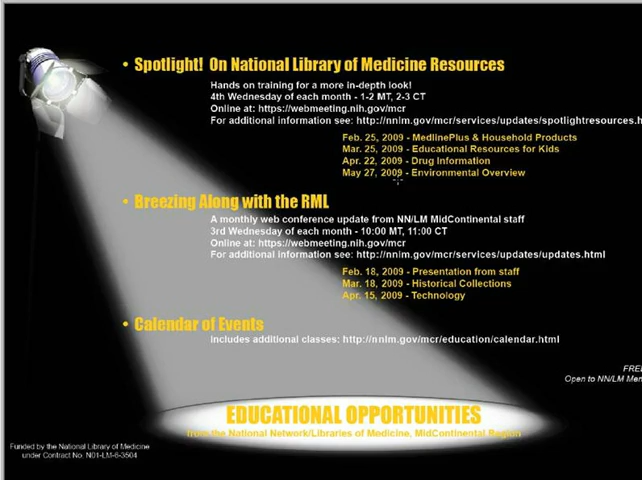 • Spotlight! On National Library of Medicine Resources
Hands on training for a more in-depth look!
4th Wednesday of each month - 1-2 MT, 2-3 CT
Online at: https://webmeeting.nih.gov/mcr
For additional information see: http://nnlm.gov/mcr/services/updates/spotlightresources.h
Feb. 25, 2009 - MedlinePlus & Household Products
Mar. 25, 2009 - Educational Resources for Kids
Apr. 22, 2009 - Drug Information
May 27, 2009 - Environmental Overview
• Breezing Along with the RML
A monthly web conference update from NN/LM MidContinental staff
3rd Wednesday of each month - 10:00 MT, 11:00 CT
Online at: https://webmeeting.nih.gov/mcr
For additional information see: http://nnlm.gov/mcr/services/updates/updates.html
Feb. 18, 2009 - Presentation from staff
Mar. 18, 2009 - Historical Collections
Apr. 15, 2009 - Technology
• Calendar of Events
Includes additional classes: http://nnlm.gov/mcr/education/calendar.html
FREE
Open to NN/LM Mem
EDUCATIONAL OPPORTUNITIES
from the National Network/Libraries of Medicine, MidContinental Region
Funded by the National Library of Medicine
under Contract No. N01-LM-6-3504